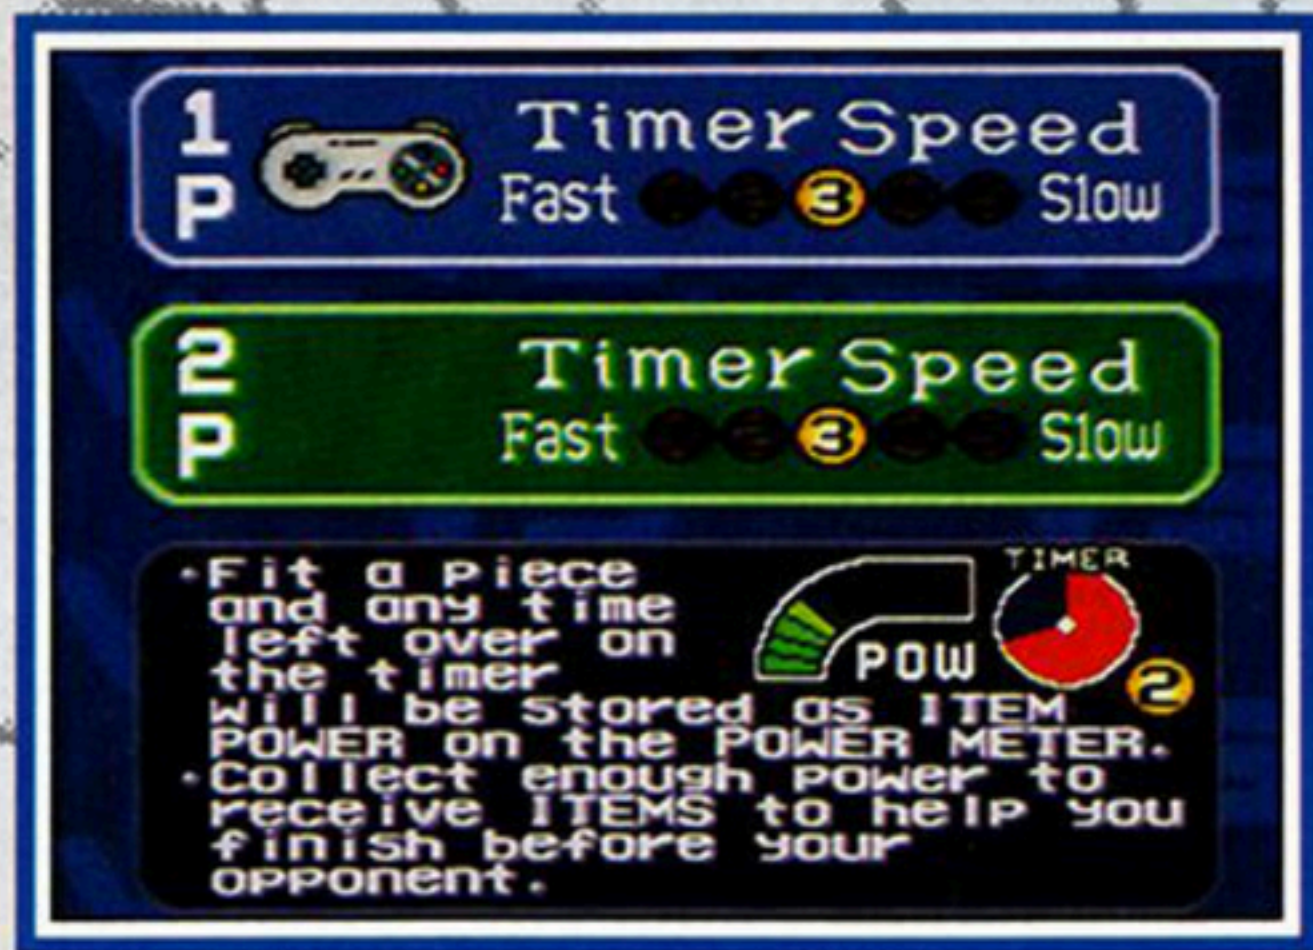 1P Timer Speed
Fast 3 Slow
2P Timer Speed
Fast 3 Slow
•Fit a piece
and any time
left over on
the timer
will be stored as ITEM
POWER on the POWER METER.
•Collect enough power to
receive ITEMS to help you
finish before your
opponent.
TIMER
POW
2